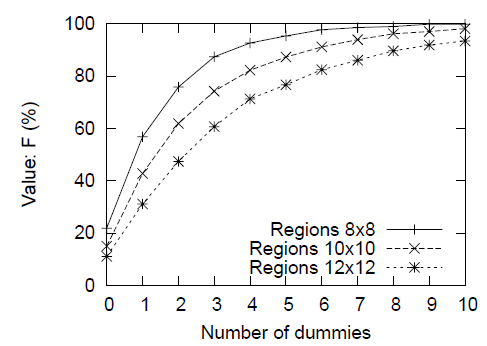 Value: F (%)
100
80
60
40
20
0
Regions 8x8
Regions 10x10
Regions 12x12
0 1 2 3 4 5 6 7 8 9 10
Number of dummies